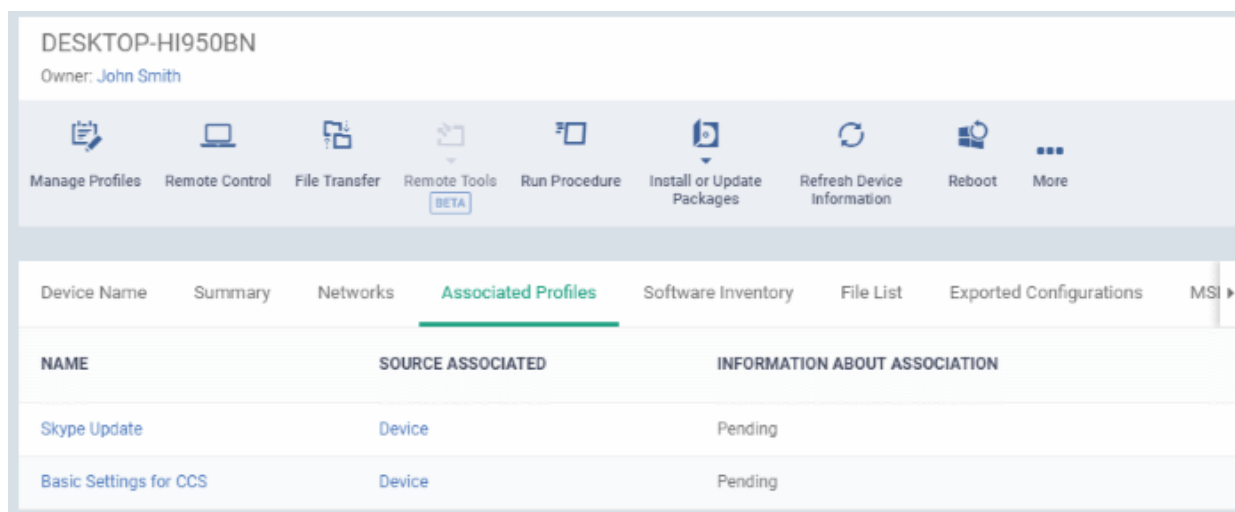 DESKTOP-HI950BN
Owner: John Smith
Manage Profiles Remote Control File Transfer Remote Tools Run Procedure Install or Update Refresh Device Reboot More
BETA Packages Information
Device Name Summary Networks Associated Profiles Software Inventory File List Exported Configurations MSI
NAME SOURCE ASSOCIATED INFORMATION ABOUT ASSOCIATION
Skype Update Device Pending
Basic Settings for CCS Device Pending